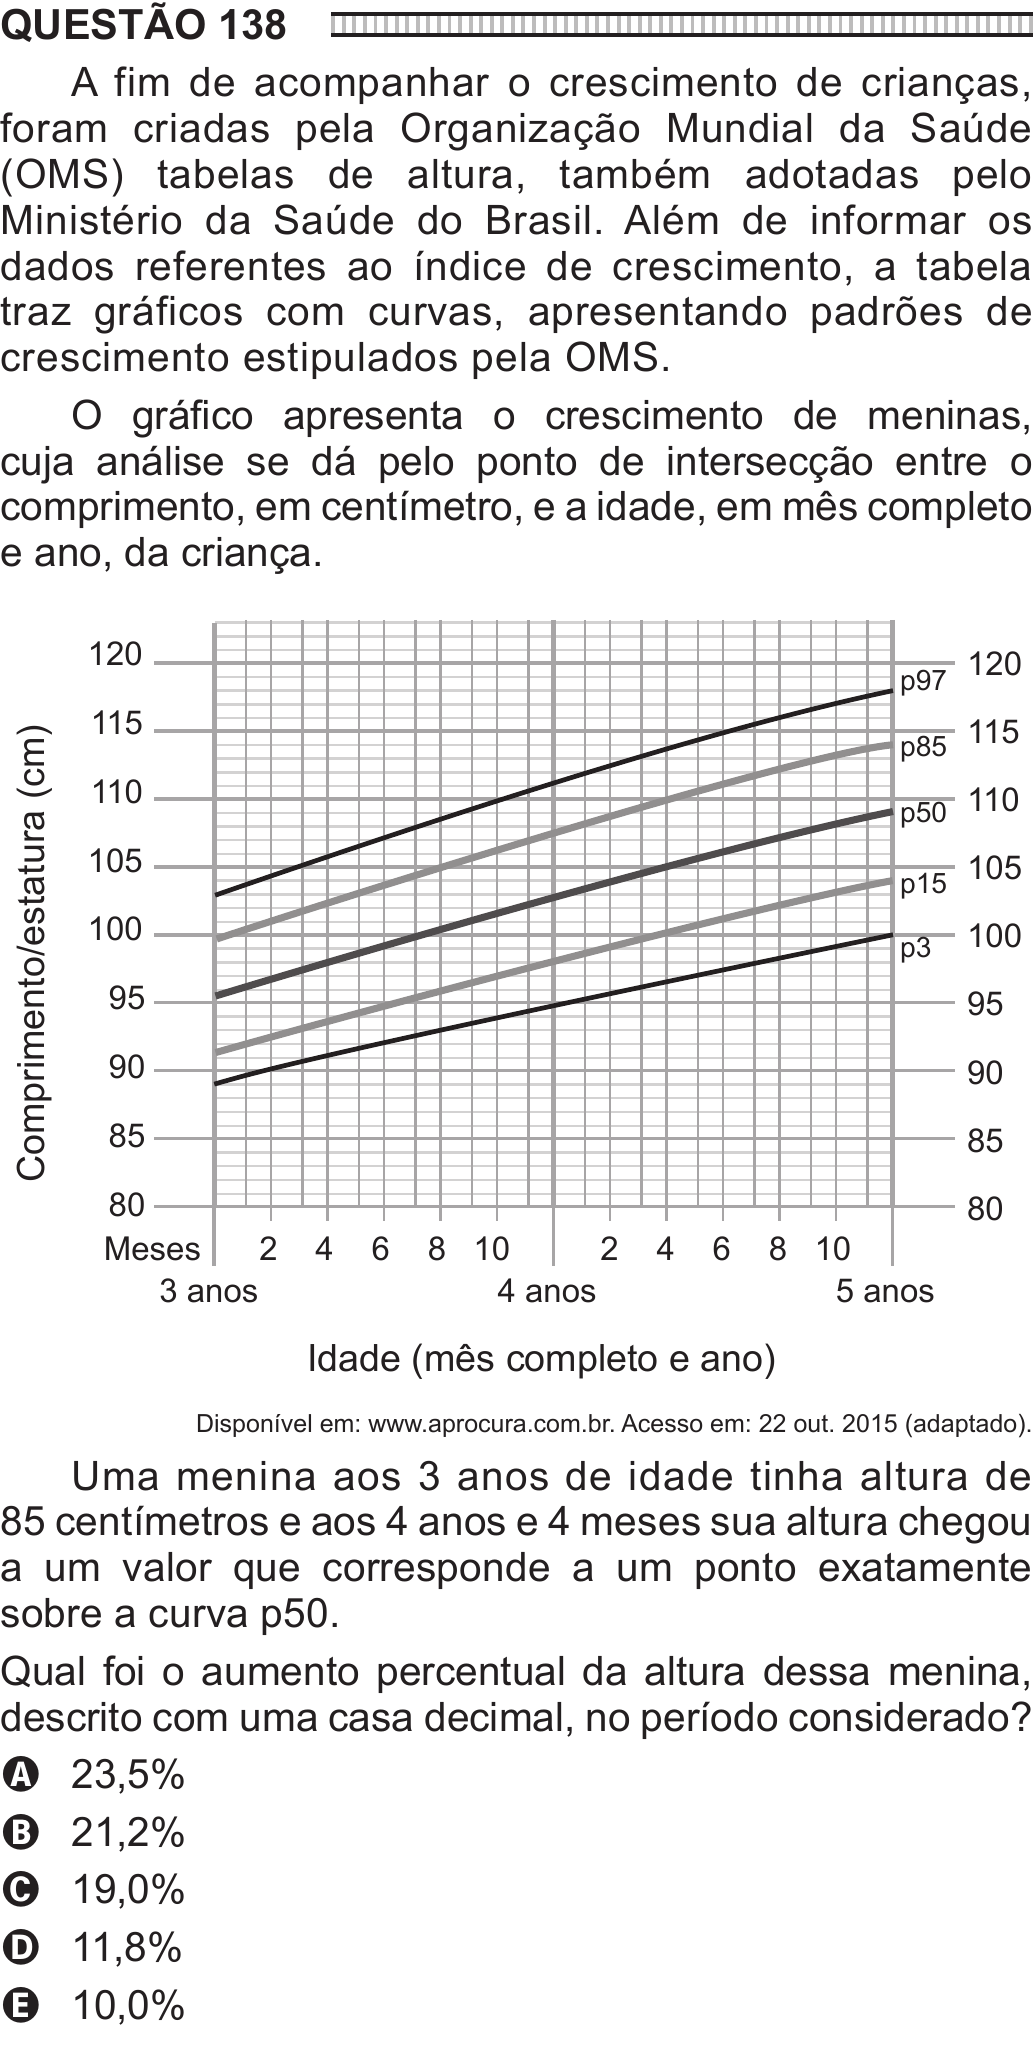 QUESTÃO 138
A fim de acompanhar o crescimento de crianças,
foram criadas pela Organização Mundial da Saúde
(OMS) tabelas de altura, também adotadas pelo
Ministério da Saúde do Brasil. Além de informar os
dados referentes ao índice de crescimento, a tabela
traz gráficos com curvas, apresentando padrões de
crescimento estipulados pela OMS.
O gráfico apresenta o crescimento de meninas,
cuja análise se dá pelo ponto de intersecção entre o
comprimento, em centímetro, e a idade, em mês completo
e ano, da criança.
Comprimento/estatura (cm)
120 120
p97
115 115
p85
110 110
p50
105 105
p15
100 100
p3
95 95
90 90
85 85
80 80
Meses 2 4 6 8 10 2 4 6 8 10
3 anos 4 anos 5 anos
Idade (mês completo e ano)
Disponível em: www.aprocura.com.br. Acesso em: 22 out. 2015 (adaptado).
Uma menina aos 3 anos de idade tinha altura de
85 centímetros e aos 4 anos e 4 meses sua altura chegou
a um valor que corresponde a um ponto exatamente
sobre a curva p50.
Qual foi o aumento percentual da altura dessa menina,
descrito com uma casa decimal, no período considerado?
A 23,5%
B 21,2%
C 19,0%
D 11,8%
E 10,0%